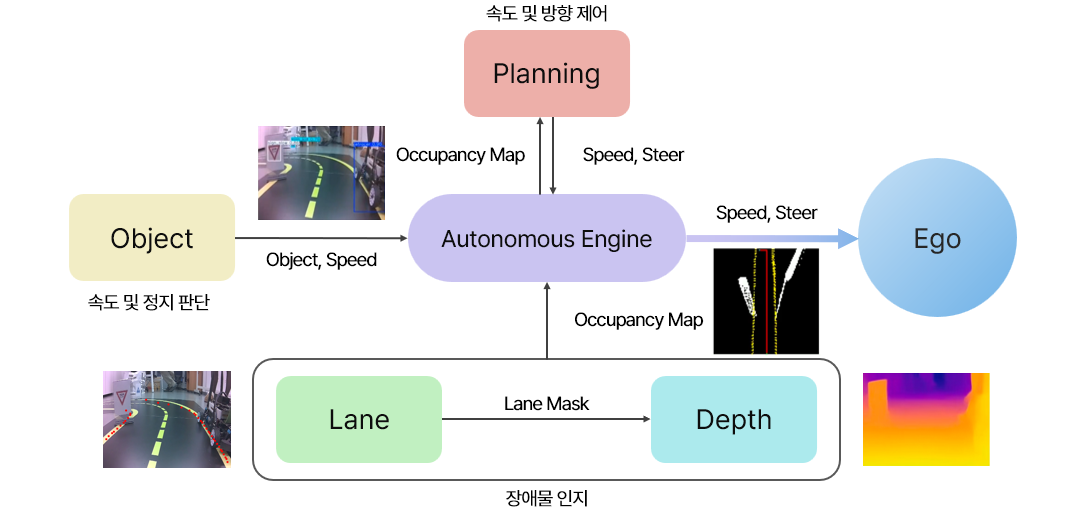 속도 및 방향 제어
Planning
Occupancy Map
Speed, Steer
Object
Autonomous Engine
Speed, Steer
Ego
Object, Speed
속도 및 정지 판단
Occupancy Map
Lane
Lane Mask
Depth
장애물 인지